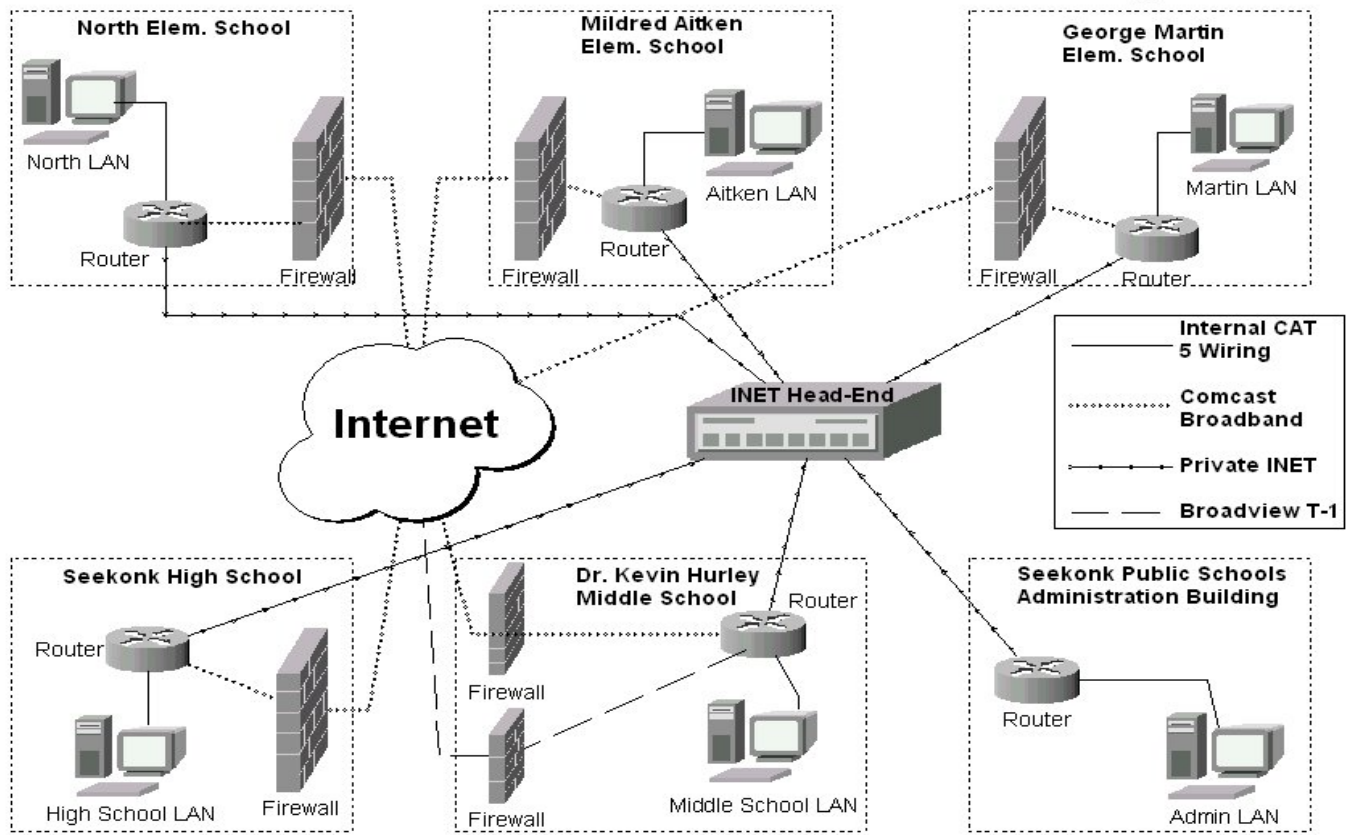 North Elem. School
North LAN
Router
Firewall
Mildred Aitken
Elem. School
Aitken LAN
Router
Firewall
George Martin
Elem. School
Martin LAN
Firewall
Router
Internet
INET Head-End
Internal CAT
5 Wiring
Comcast
Broadband
Private INET
Broadview T-1
Seekonk High School
Router
High School LAN
Firewall
Dr. Kevin Hurley
Middle School
Router
Firewall
Middle School LAN
Firewall
Seekonk Public Schools
Administration Building
Router
Admin LAN